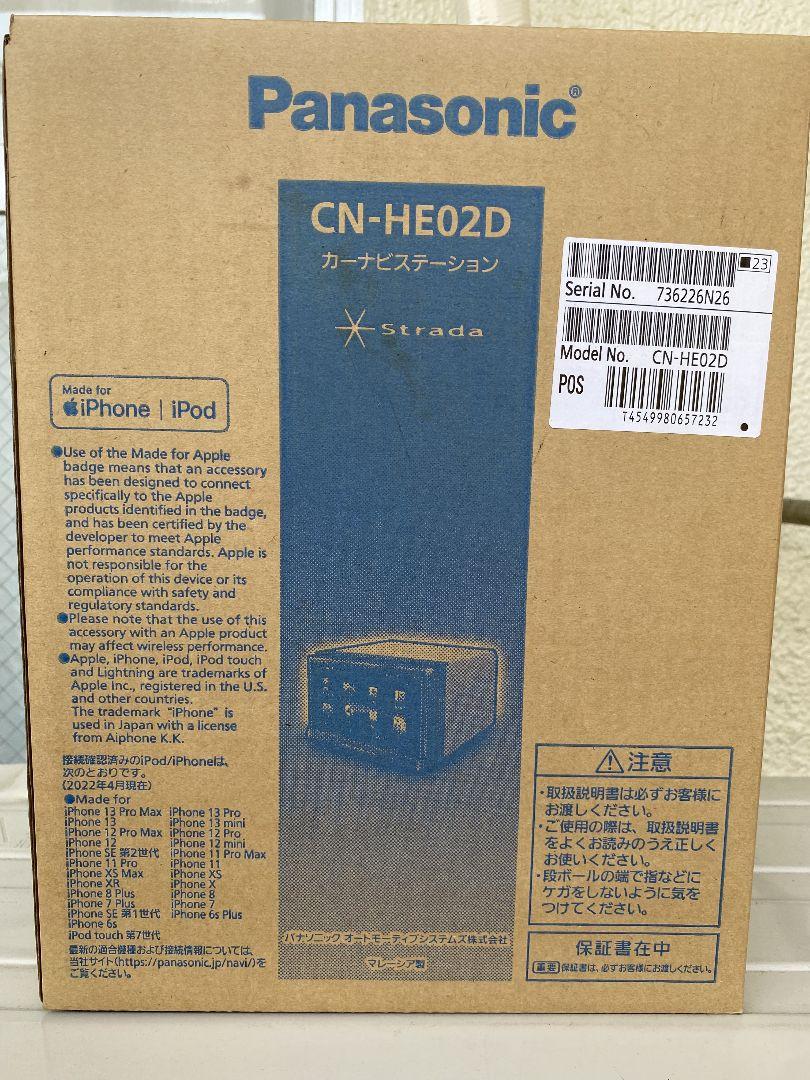 Panasonic®
CN-HE02D
カーナビステーション
Strada
23
Serial No. 736226N26
Model No. CN-HE02D
POS
T4549980657232
Made for
iPhone | iPod
●Use of the Made for Apple
badge means that an accessory
has been designed to connect
specifically to the Apple
products identified in the badge,
and has been certified by the
developer to meet Apple
performance standards. Apple is
not responsible for the
operation of this device or its
compliance with safety and
regulatory standards.
●Please note that the use of this
accessory with an Apple product
may affect wireless performance.
●Apple, iPhone, iPod, iPod touch
and Lightning are trademarks of
Apple Inc., registered in the U.S.
and other countries.
The trademark "iPhone" is
used in Japan with a license
from Aiphone K.K.
接続確認済みのiPod/iPhoneは、
次のとおりです。
(2022年4月現在)
●Made for
iPhone 13 Pro Max iPhone 13 Pro
iPhone 13 iPhone 13 mini
iPhone 12 Pro Max iPhone 12 Pro
iPhone 12 iPhone 12 mini
iPhone SE 第2世代 iPhone 11 Pro Max
iPhone 11 Pro iPhone 11
iPhone XS Max iPhone XS
iPhone XR iPhone X
iPhone 8 Plus iPhone 8
iPhone 7 Plus iPhone 7
iPhone SE 第1世代 iPhone 6s Plus
iPhone 6s
iPod touch 第7世代
最新の適合機種および接続情報については、
当社サイト(https://panasonic.jp/navi/)を
ご覧ください。
パナソニック オートモーティブシステムズ株式会社
マレーシア製
注意
・取扱説明書は必ずお客様に
お渡しください。
・ご使用の際は、取扱説明書
をよくお読みのうえ正しく
お使いください。
・段ボールの端で指などに
ケガをしないように気を
つけてください。
保証書在中
重要 保証書は、必ずお客様にお渡しください。